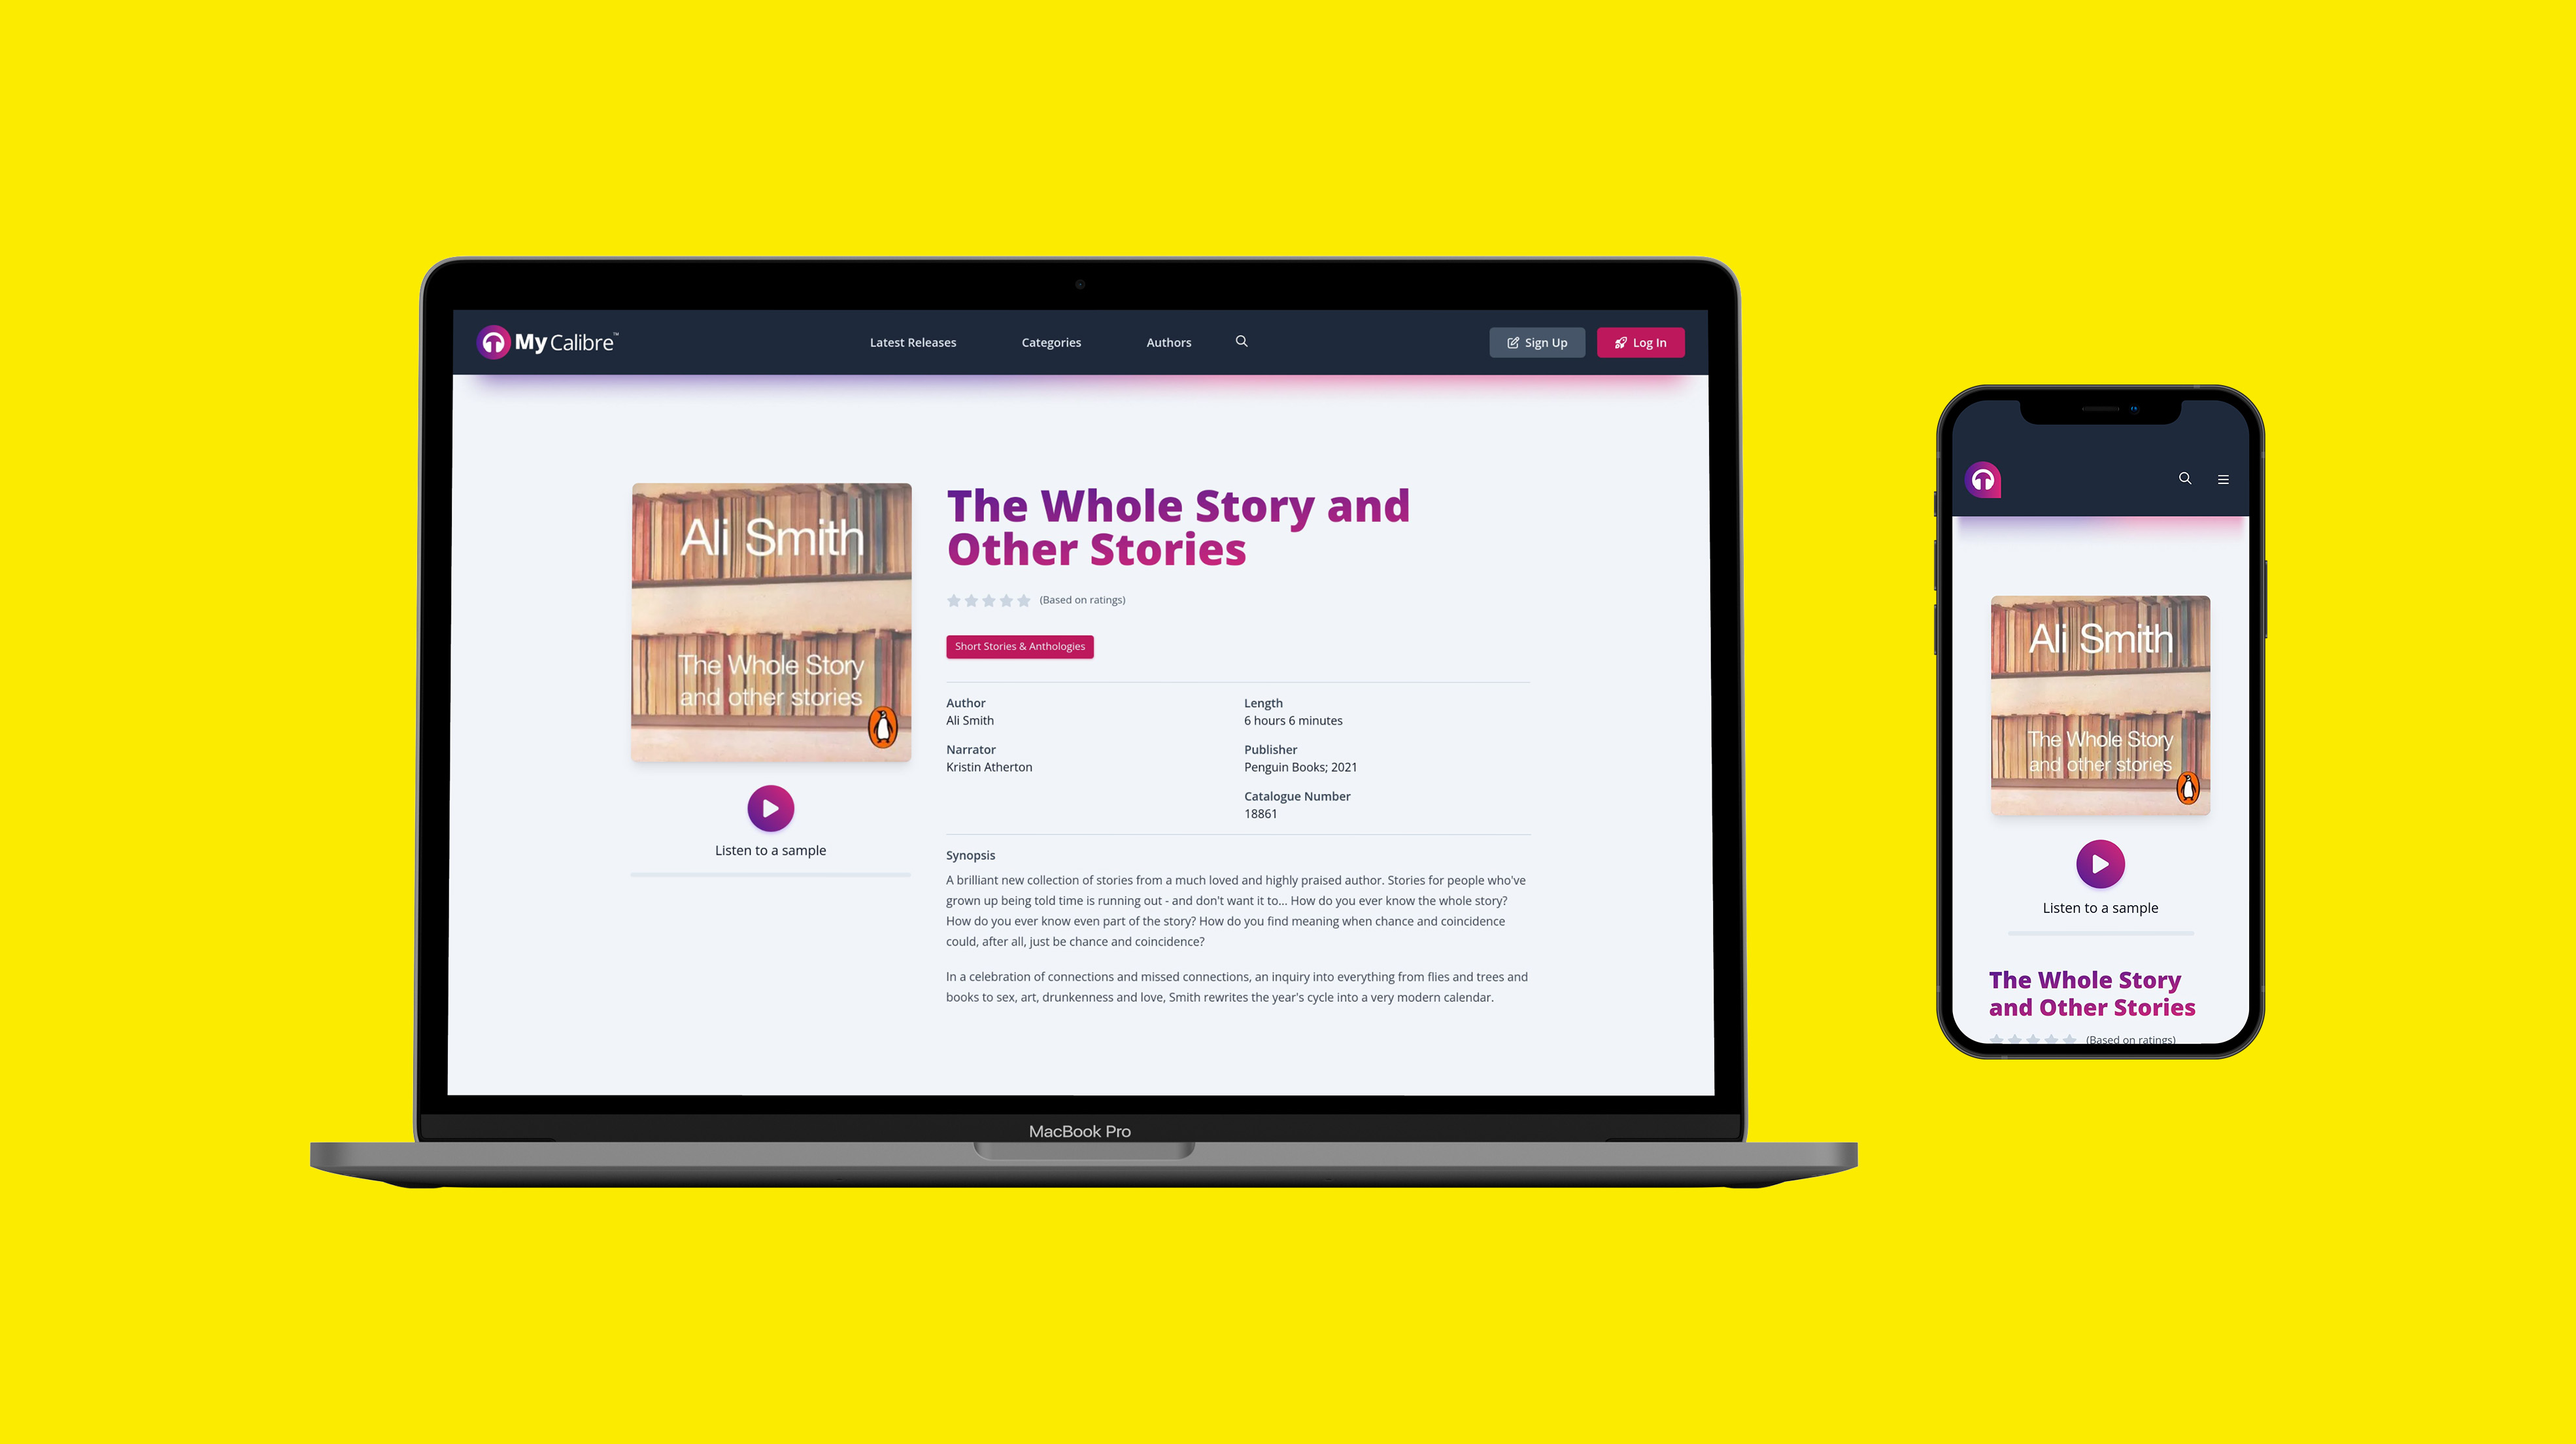 My Calibre™
Latest Releases
Categories
Authors
Sign Up
Log In
Ali Smith
The Whole Story
and other stories
Listen to a sample
The Whole Story and
Other Stories
(Based on ratings)
Short Stories & Anthologies
Author
Ali Smith
Narrator
Kristin Atherton
Length
6 hours 6 minutes
Publisher
Penguin Books; 2021
Catalogue Number
18861
Synopsis
A brilliant new collection of stories from a much loved and highly praised author. Stories for people who've
grown up being told time is running out - and don't want it to... How do you ever know the whole story?
How do you ever know even part of the story? How do you find meaning when chance and coincidence
could, after all, just be chance and coincidence?
In a celebration of connections and missed connections, an inquiry into everything from flies and trees and
books to sex, art, drunkenness and love, Smith rewrites the year's cycle into a very modern calendar.
MacBook Pro
Ali Smith
The Whole Story
and other stories
Listen to a sample
The Whole Story
and Other Stories
(Based on ratings)